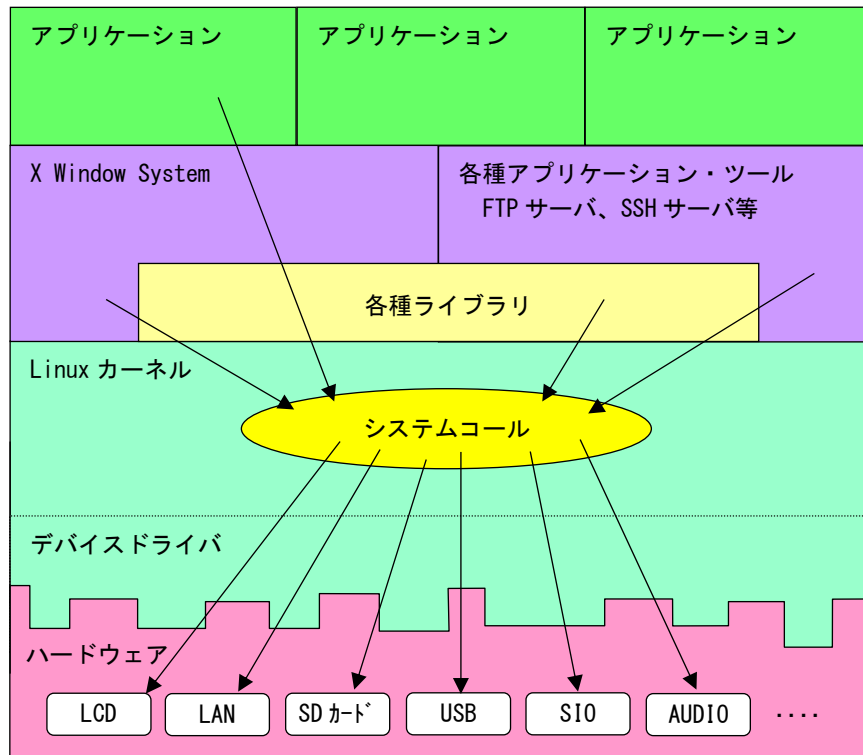 アプリケーション
アプリケーション
アプリケーション
X Window System
各種アプリケーション・ツール
FTP サーバ、SSH サーバ等
各種ライブラリ
Linux カーネル
システムコール
デバイスドライバ
ハードウェア
LCD
LAN
SD ｶｰﾄﾞ
USB
SIO
AUDIO
････